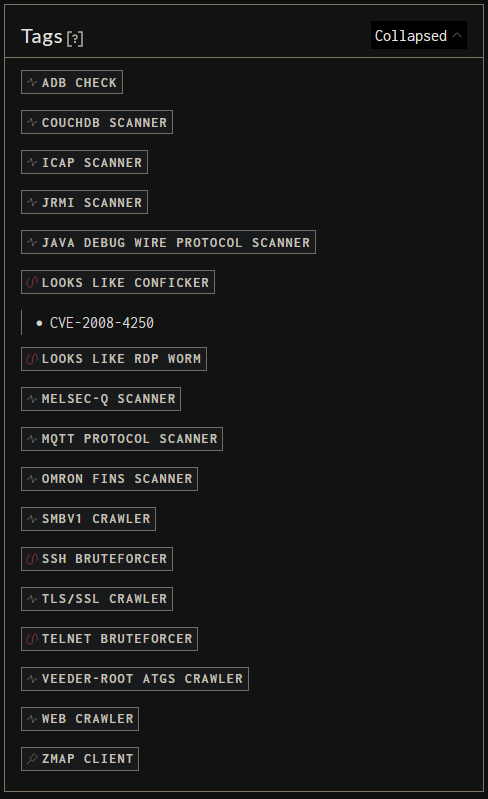 Tags [?]
Collapsed
ADB CHECK
COUCHDB SCANNER
ICAP SCANNER
JRMI SCANNER
JAVA DEBUG WIRE PROTOCOL SCANNER
LOOKS LIKE CONFICKER
• CVE-2008-4250
LOOKS LIKE RDP WORM
MELSEC-Q SCANNER
MQTT PROTOCOL SCANNER
OMRON FINS SCANNER
SMBV1 CRAWLER
SSH BRUTEFORCER
TLS/SSL CRAWLER
TELNET BRUTEFORCER
VEEDER-ROOT ATGS CRAWLER
WEB CRAWLER
ZMAP CLIENT